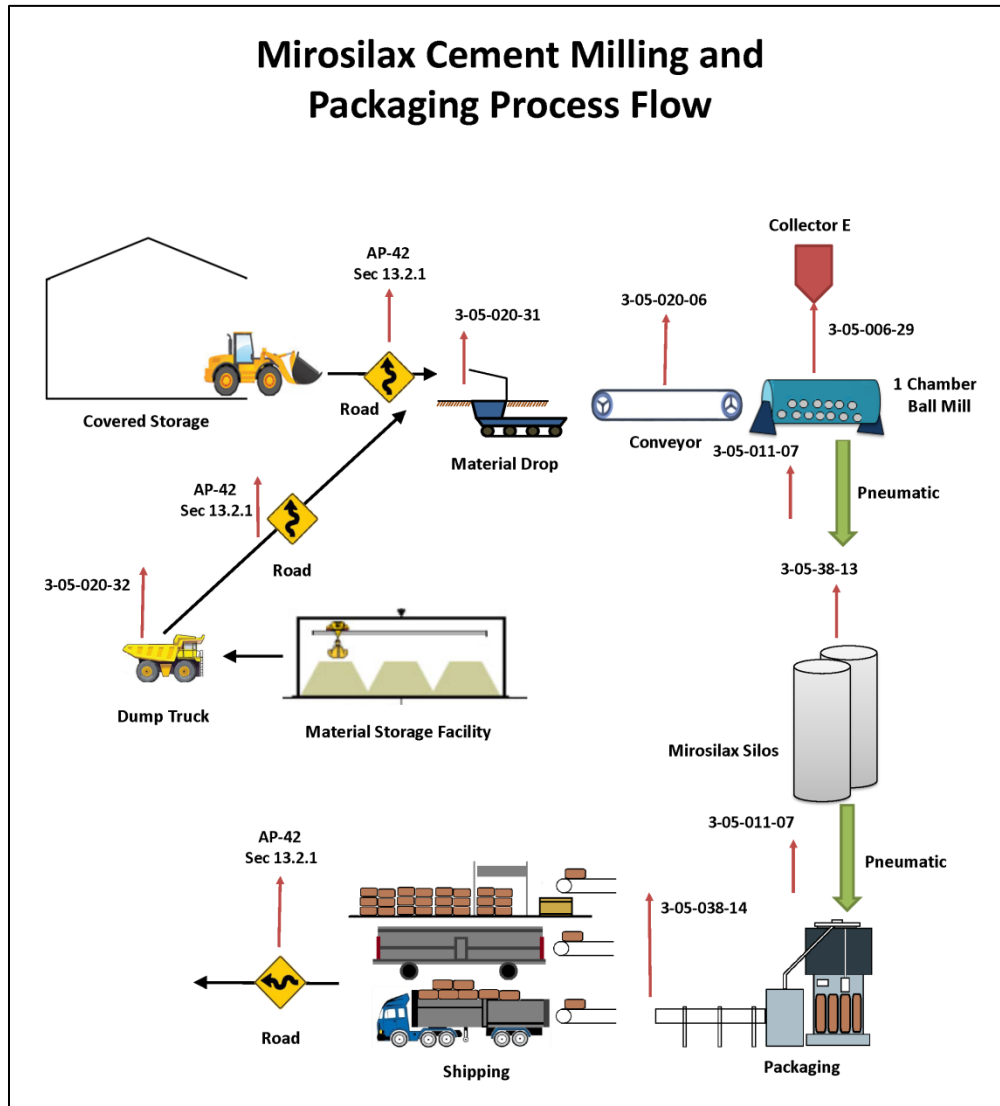 Mirosilax Cement Milling and
Packaging Process Flow
Collector E
AP-42
Sec 13.2.1
3-05-020-31
3-05-020-06
3-05-006-29
1 Chamber
Ball Mill
Road
Covered Storage
Conveyor
Material Drop
3-05-011-07
AP-42
Sec 13.2.1
Pneumatic
Road
3-05-020-32
3-05-38-13
Dump Truck
Material Storage Facility
Mirosilax Silos
3-05-011-07
AP-42
Sec 13.2.1
Pneumatic
3-05-038-14
Road
Shipping
Packaging